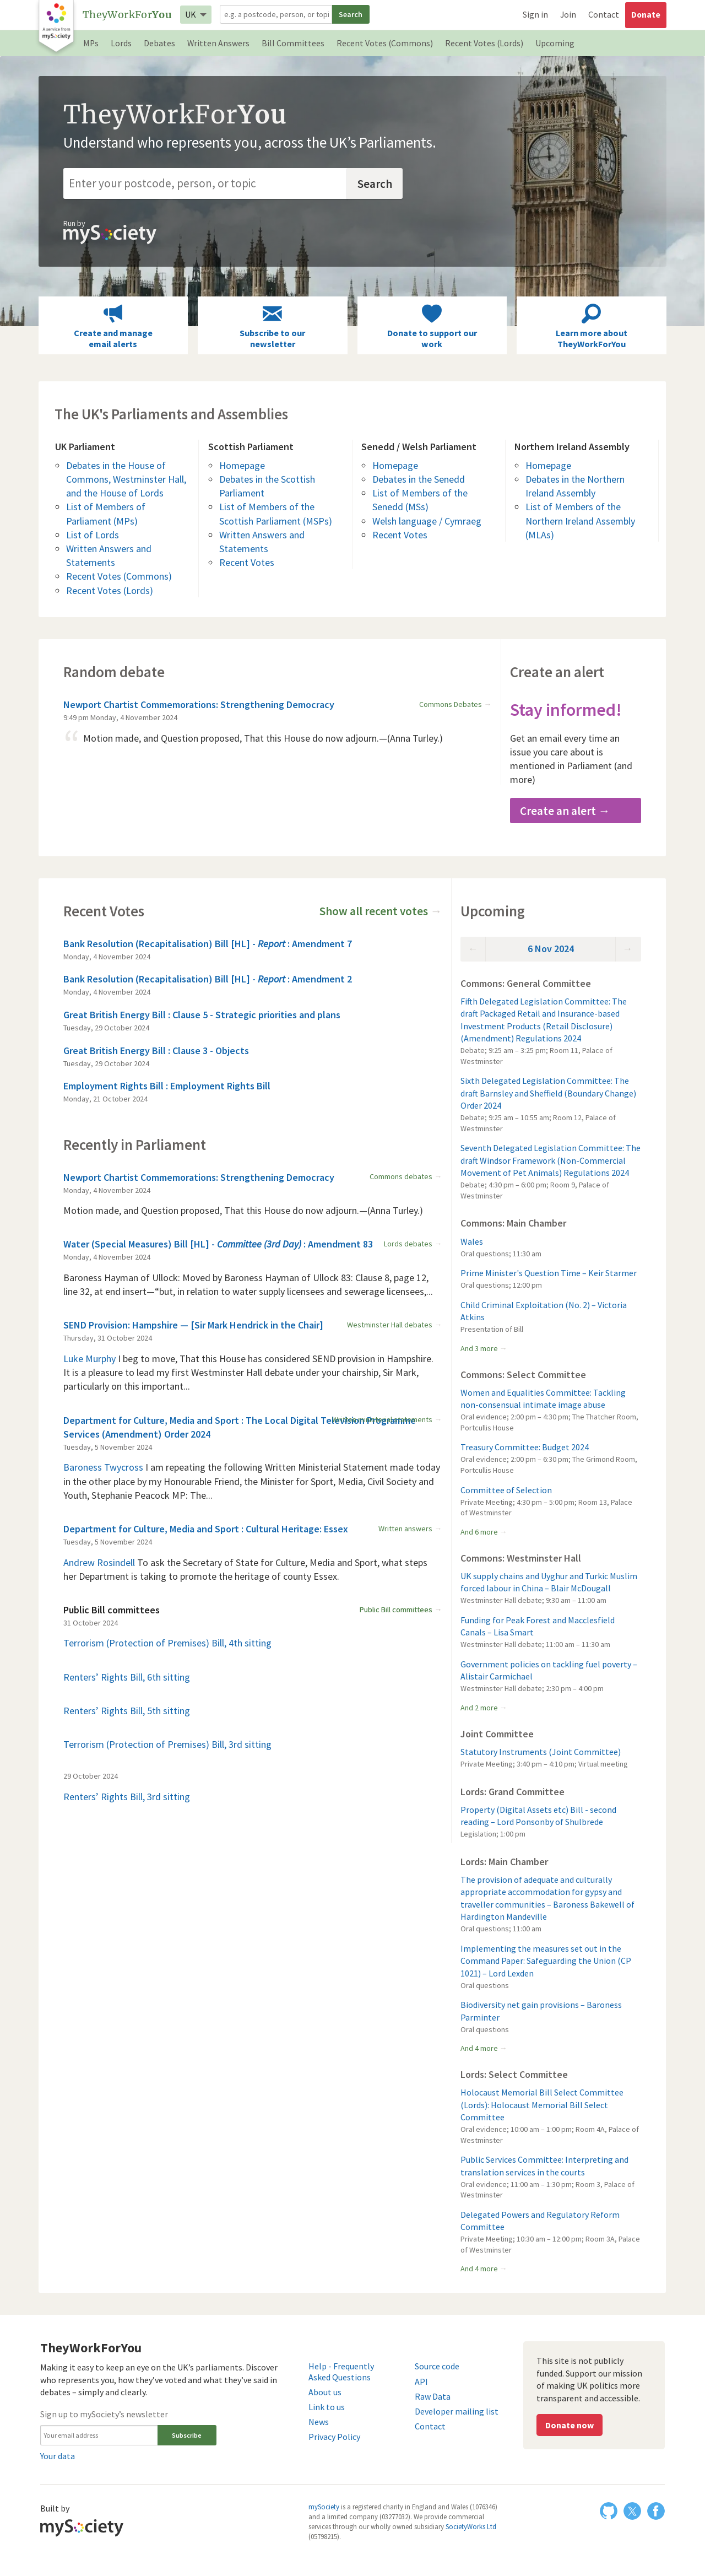 A service from
mySociety
TheyWorkForYou
UK
e.g. a postcode, person, or topi
Search
Sign in
Join
Contact
Donate
MPs
Lords
Debates
Written Answers
Bill Committees
Recent Votes (Commons)
Recent Votes (Lords)
Upcoming
TheyWorkForYou
Understand who represents you, across the UK’s Parliaments.
Enter your postcode, person, or topic
Search
Run by
mySociety
Create and manage
email alerts
Subscribe to our
newsletter
Donate to support our
work
Learn more about
TheyWorkForYou
The UK's Parliaments and Assemblies
UK Parliament
Debates in the House of
Commons, Westminster Hall,
and the House of Lords
List of Members of
Parliament (MPs)
List of Lords
Written Answers and
Statements
Recent Votes (Commons)
Recent Votes (Lords)
Scottish Parliament
Homepage
Debates in the Scottish
Parliament
List of Members of the
Scottish Parliament (MSPs)
Written Answers and
Statements
Recent Votes
Senedd / Welsh Parliament
Homepage
Debates in the Senedd
List of Members of the
Senedd (MSs)
Welsh language / Cymraeg
Recent Votes
Northern Ireland Assembly
Homepage
Debates in the Northern
Ireland Assembly
List of Members of the
Northern Ireland Assembly
(MLAs)
Random debate
Newport Chartist Commemorations: Strengthening Democracy
Commons Debates →
9:49 pm Monday, 4 November 2024
“ Motion made, and Question proposed, That this House do now adjourn.—(Anna Turley.)
Create an alert
Stay informed!
Get an email every time an
issue you care about is
mentioned in Parliament (and
more)
Create an alert →
Recent Votes
Show all recent votes →
Bank Resolution (Recapitalisation) Bill [HL] - Report : Amendment 7
Monday, 4 November 2024
Bank Resolution (Recapitalisation) Bill [HL] - Report : Amendment 2
Monday, 4 November 2024
Great British Energy Bill : Clause 5 - Strategic priorities and plans
Tuesday, 29 October 2024
Great British Energy Bill : Clause 3 - Objects
Tuesday, 29 October 2024
Employment Rights Bill : Employment Rights Bill
Monday, 21 October 2024
Recently in Parliament
Newport Chartist Commemorations: Strengthening Democracy
Commons debates →
Monday, 4 November 2024
Motion made, and Question proposed, That this House do now adjourn.—(Anna Turley.)
Water (Special Measures) Bill [HL] - Committee (3rd Day) : Amendment 83
Lords debates →
Monday, 4 November 2024
Baroness Hayman of Ullock: Moved by Baroness Hayman of Ullock 83: Clause 8, page 12,
line 32, at end insert—“but, in relation to water supply licensees and sewerage licensees,...
SEND Provision: Hampshire — [Sir Mark Hendrick in the Chair]
Westminster Hall debates →
Thursday, 31 October 2024
Luke Murphy I beg to move, That this House has considered SEND provision in Hampshire.
It is a pleasure to lead my first Westminster Hall debate under your chairship, Sir Mark,
particularly on this important...
Department for Culture, Media and Sport : The Local Digital Television Programme
Services (Amendment) Order 2024
Tuesday, 5 November 2024
Baroness Twycross I am repeating the following Written Ministerial Statement made today
in the other place by my Honourable Friend, the Minister for Sport, Media, Civil Society and
Youth, Stephanie Peacock MP: The...
Department for Culture, Media and Sport : Cultural Heritage: Essex
Written answers →
Tuesday, 5 November 2024
Andrew Rosindell To ask the Secretary of State for Culture, Media and Sport, what steps
her Department is taking to promote the heritage of county Essex.
Public Bill committees
Public Bill committees →
31 October 2024
Terrorism (Protection of Premises) Bill, 4th sitting
Renters’ Rights Bill, 6th sitting
Renters’ Rights Bill, 5th sitting
Terrorism (Protection of Premises) Bill, 3rd sitting
29 October 2024
Renters’ Rights Bill, 3rd sitting
Upcoming
← 6 Nov 2024 →
Commons: General Committee
Fifth Delegated Legislation Committee: The
draft Packaged Retail and Insurance-based
Investment Products (Retail Disclosure)
(Amendment) Regulations 2024
Debate; 9:25 am – 3:25 pm; Room 11, Palace of
Westminster
Sixth Delegated Legislation Committee: The
draft Barnsley and Sheffield (Boundary Change)
Order 2024
Debate; 9:25 am – 10:55 am; Room 12, Palace of
Westminster
Seventh Delegated Legislation Committee: The
draft Windsor Framework (Non-Commercial
Movement of Pet Animals) Regulations 2024
Debate; 4:30 pm – 6:00 pm; Room 9, Palace of
Westminster
Commons: Main Chamber
Wales
Oral questions; 11:30 am
Prime Minister's Question Time – Keir Starmer
Oral questions; 12:00 pm
Child Criminal Exploitation (No. 2) – Victoria
Atkins
Presentation of Bill
And 3 more →
Commons: Select Committee
Women and Equalities Committee: Tackling
non-consensual intimate image abuse
Oral evidence; 2:00 pm – 4:30 pm; The Thatcher Room,
Portcullis House
Treasury Committee: Budget 2024
Oral evidence; 2:00 pm – 6:30 pm; The Grimond Room,
Portcullis House
Committee of Selection
Private Meeting; 4:30 pm – 5:00 pm; Room 13, Palace
of Westminster
And 6 more →
Commons: Westminster Hall
UK supply chains and Uyghur and Turkic Muslim
forced labour in China – Blair McDougall
Westminster Hall debate; 9:30 am – 11:00 am
Funding for Peak Forest and Macclesfield
Canals – Lisa Smart
Westminster Hall debate; 11:00 am – 11:30 am
Government policies on tackling fuel poverty –
Alistair Carmichael
Westminster Hall debate; 2:30 pm – 4:00 pm
And 2 more →
Joint Committee
Statutory Instruments (Joint Committee)
Private Meeting; 3:40 pm – 4:10 pm; Virtual meeting
Lords: Grand Committee
Property (Digital Assets etc) Bill - second
reading – Lord Ponsonby of Shulbrede
Legislation; 1:00 pm
Lords: Main Chamber
The provision of adequate and culturally
appropriate accommodation for gypsy and
traveller communities – Baroness Bakewell of
Hardington Mandeville
Oral questions; 11:00 am
Implementing the measures set out in the
Command Paper: Safeguarding the Union (CP
1021) – Lord Lexden
Oral questions
Biodiversity net gain provisions – Baroness
Parminter
Oral questions
And 4 more →
Lords: Select Committee
Holocaust Memorial Bill Select Committee
(Lords): Holocaust Memorial Bill Select
Committee
Oral evidence; 10:00 am – 1:00 pm; Room 4A, Palace of
Westminster
Public Services Committee: Interpreting and
translation services in the courts
Oral evidence; 11:00 am – 1:30 pm; Room 3, Palace of
Westminster
Delegated Powers and Regulatory Reform
Committee
Private Meeting; 10:30 am – 12:00 pm; Room 3A, Palace
of Westminster
And 4 more →
TheyWorkForYou
Making it easy to keep an eye on the UK’s parliaments. Discover
who represents you, how they’ve voted and what they’ve said in
debates – simply and clearly.
Sign up to mySociety’s newsletter
Your email address
Subscribe
Your data
Help - Frequently
Asked Questions
About us
Link to us
News
Privacy Policy
Source code
API
Raw Data
Developer mailing list
Contact
This site is not publicly
funded. Support our mission
of making UK politics more
transparent and accessible.
Donate now
Built by
mySociety
mySociety is a registered charity in England and Wales (1076346)
and a limited company (03277032). We provide commercial
services through our wholly owned subsidiary SocietyWorks Ltd
(05798215).